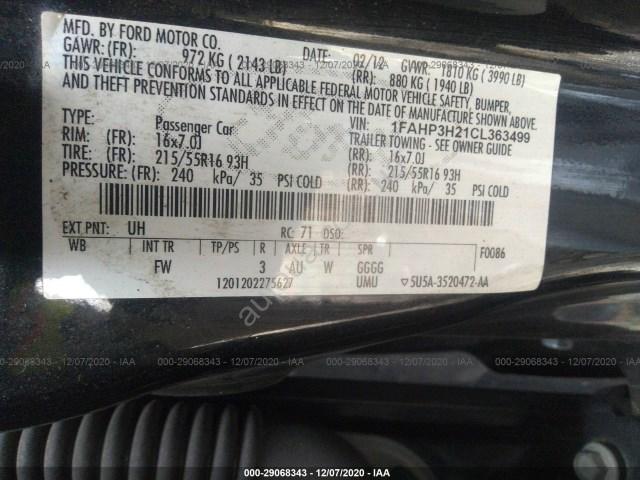 MFD. BY FORD MOTOR CO.
DATE: 02/12 GVWR: 1810 KG ( 3990 LB)
GAWR: (FR): 972 KG ( 2143 LB) (RR): 880 KG ( 1940 LB)
THIS VEHICLE CONFORMS TO ALL APPLICABLE FEDERAL MOTOR VEHICLE SAFETY, BUMPER,
AND THEFT PREVENTION STANDARDS IN EFFECT ON THE DATE OF MANUFACTURE SHOWN ABOVE.
VIN: 1FAHP3H21CL363499
TYPE: Passenger Car TRAILER TOWING - SEE OWNER GUIDE
RIM: (FR): 16x7.0J (RR): 16x7.0J
TIRE: (FR): 215/55R16 93H (RR): 215/55R16 93H
PRESSURE: (FR): 240 kPa/ 35 PSI COLD (RR): 240 kPa/ 35 PSI COLD
EXT PNT: UH RC: 71 DSO:
WB INT TR TP/PS R AXLE TR SPR F0086
FW 3 AU W GGGG
1201202275627 UMU 5U5A-3520472-AA
000-29068343 - 12/07/2020 - IAA